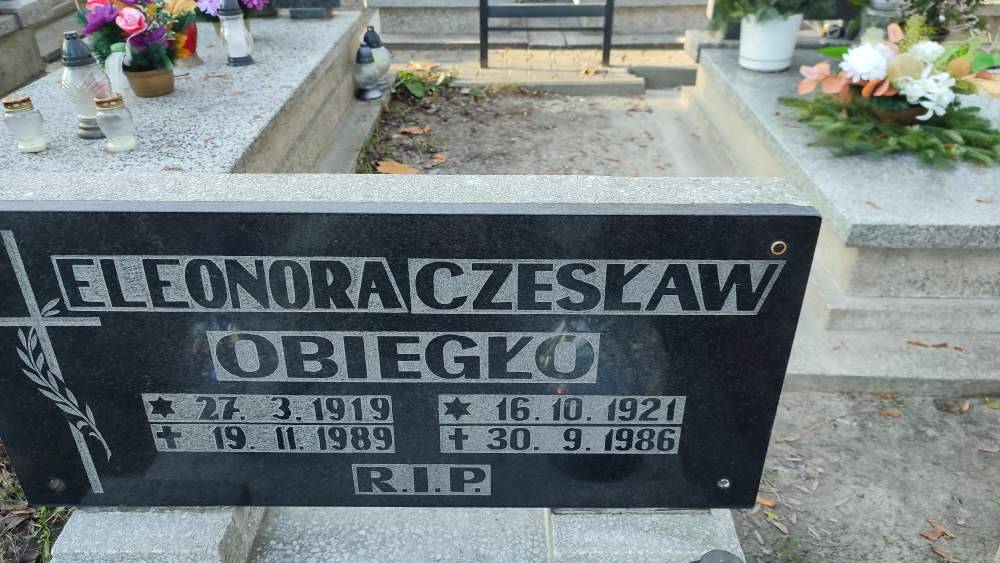 ELEONORA CZESŁAW
OBIEGŁO
27. 3. 1919 16. 10. 1921
19. 11. 1989 30. 9. 1986
R.I.P.